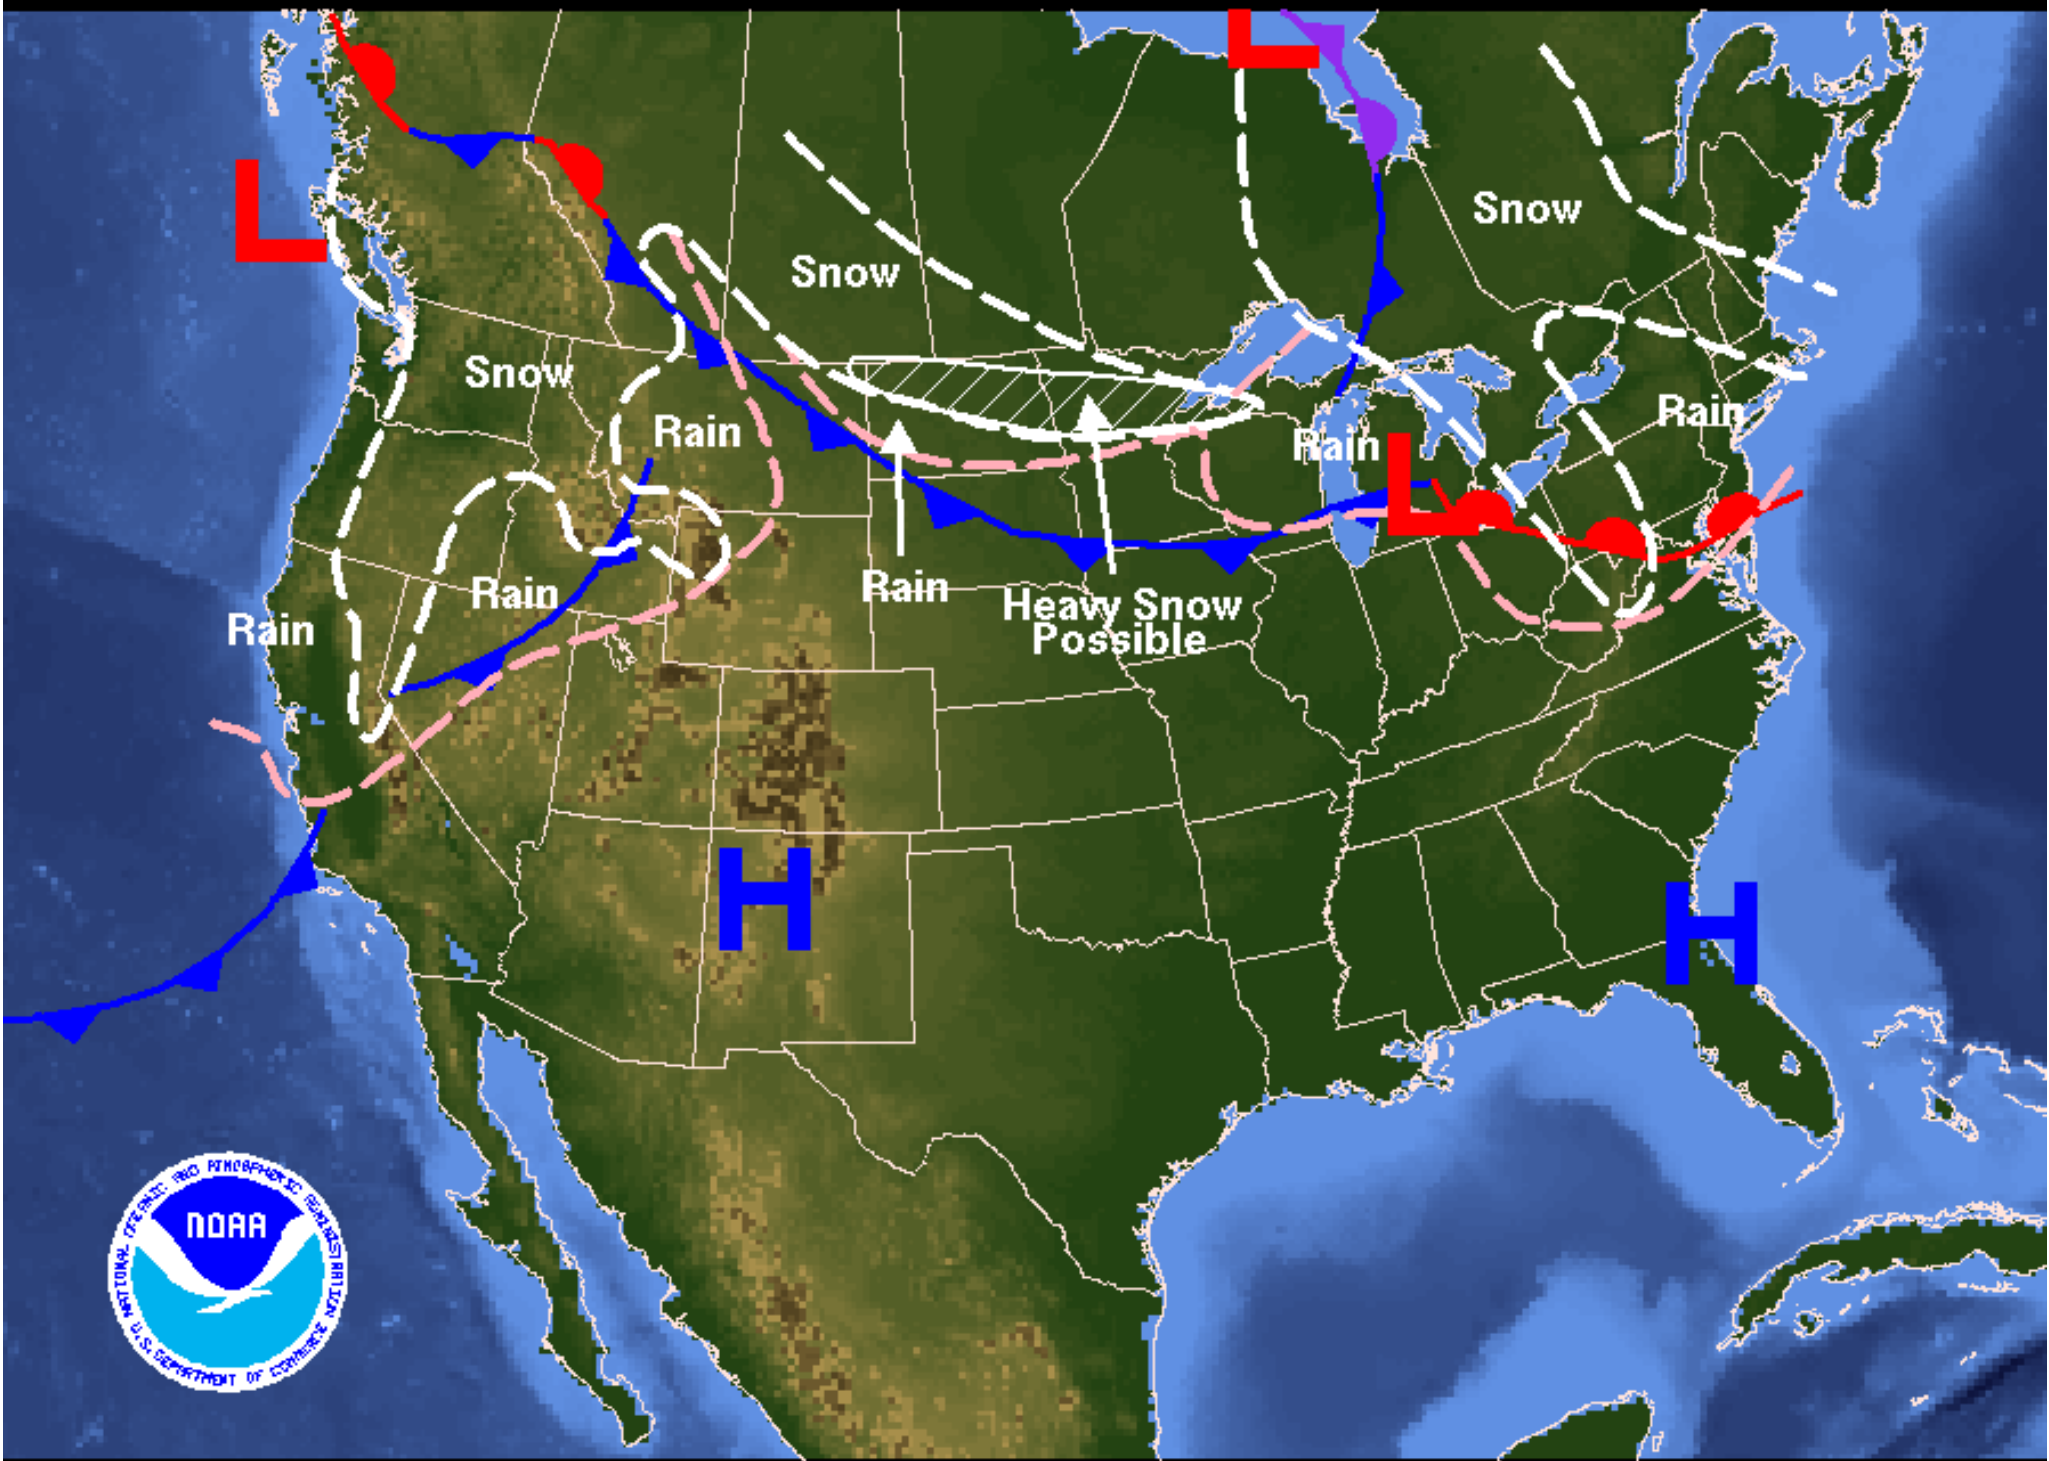 L
L
Snow
Snow
Snow
Rain
Rain
Rain
L
Rain
Rain
Rain
Heavy Snow
Possible
H
H
NATIONAL OCEANIC AND ATMOSPHERIC ADMINISTRATION
NOAA
U.S. DEPARTMENT OF COMMERCE